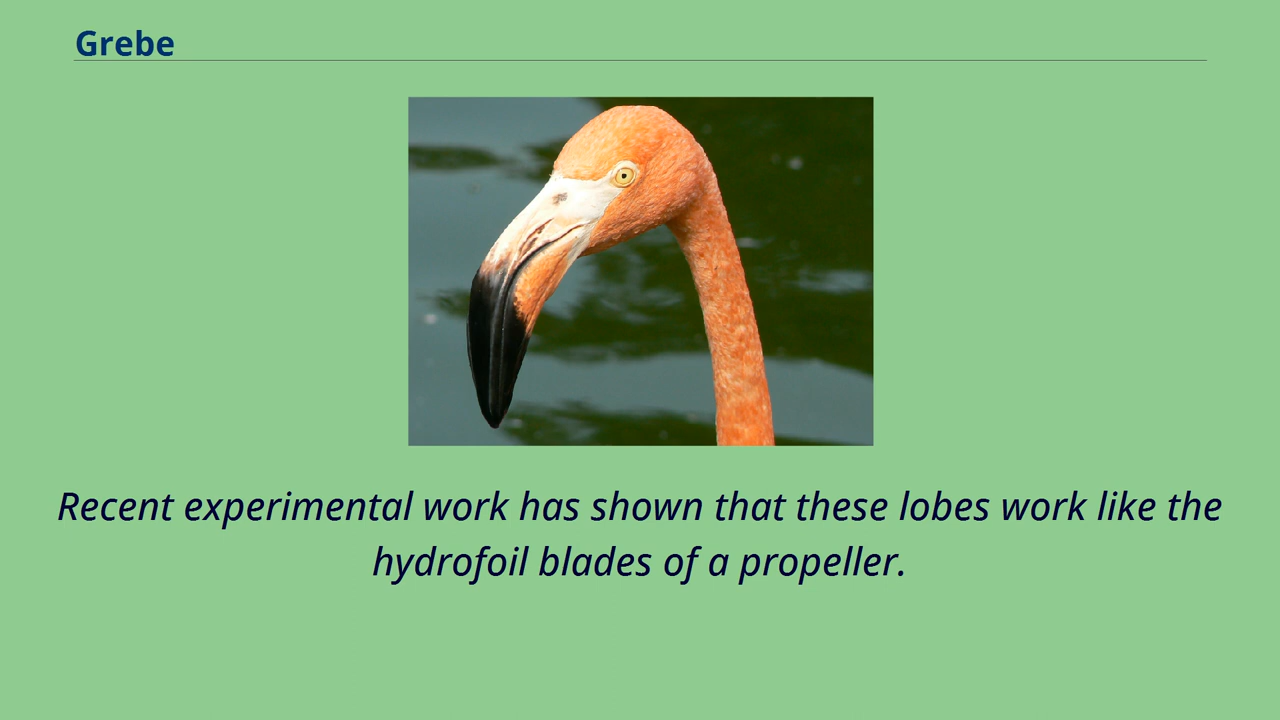 Grebe
Recent experimental work has shown that these lobes work like the
hydrofoil blades of a propeller.